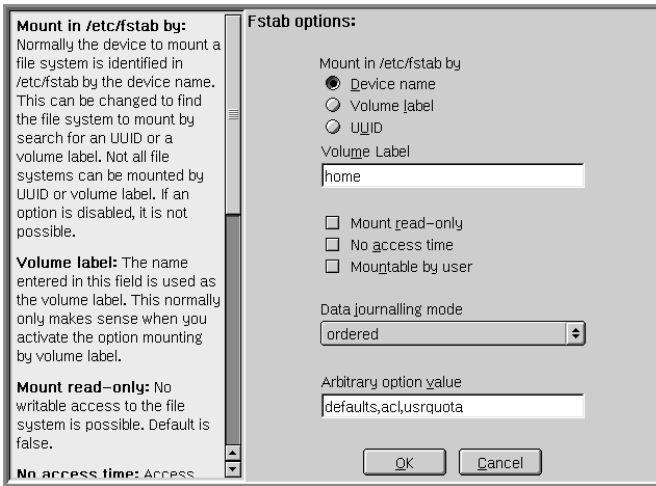 Mount in /etc/fstab by:
Normally the device to mount a
file system is identified in
/etc/fstab by the device name.
This can be changed to find
the file system to mount by
search for an UUID or a
volume label. Not all file
systems can be mounted by
UUID or volume label. If an
option is disabled, it is not
possible.
Volume label: The name
entered in this field is used as
the volume label. This normally
only makes sense when you
activate the option mounting
by volume label.
Mount read-only: No
writable access to the file
system is possible. Default is
false.
No access time: Access
Fstab options:
Mount in /etc/fstab by
Device name
Volume label
UUID
Volume Label
home
Mount read-only
No access time
Mountable by user
Data journalling mode
ordered
Arbitrary option value
defaults,acl,usrquota
OK Cancel